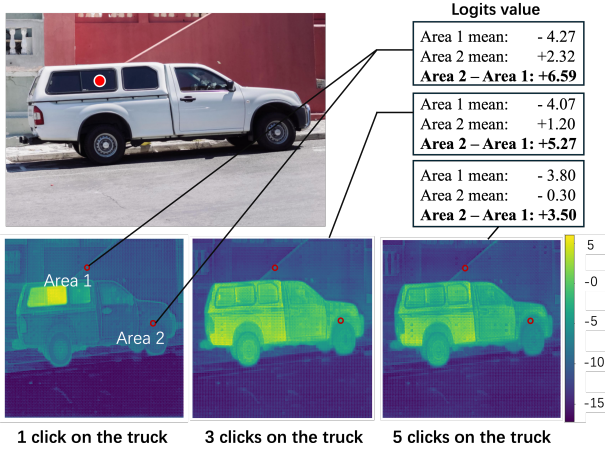 Logits value
Area 1 mean: - 4.27
Area 2 mean: +2.32
Area 2 – Area 1: +6.59
Area 1 mean: - 4.07
Area 2 mean: +1.20
Area 2 – Area 1: +5.27
Area 1 mean: - 3.80
Area 2 mean: - 0.30
Area 2 – Area 1: +3.50
Area 1
Area 2
5
-0
-5
-10
-15
1 click on the truck
3 clicks on the truck
5 clicks on the truck